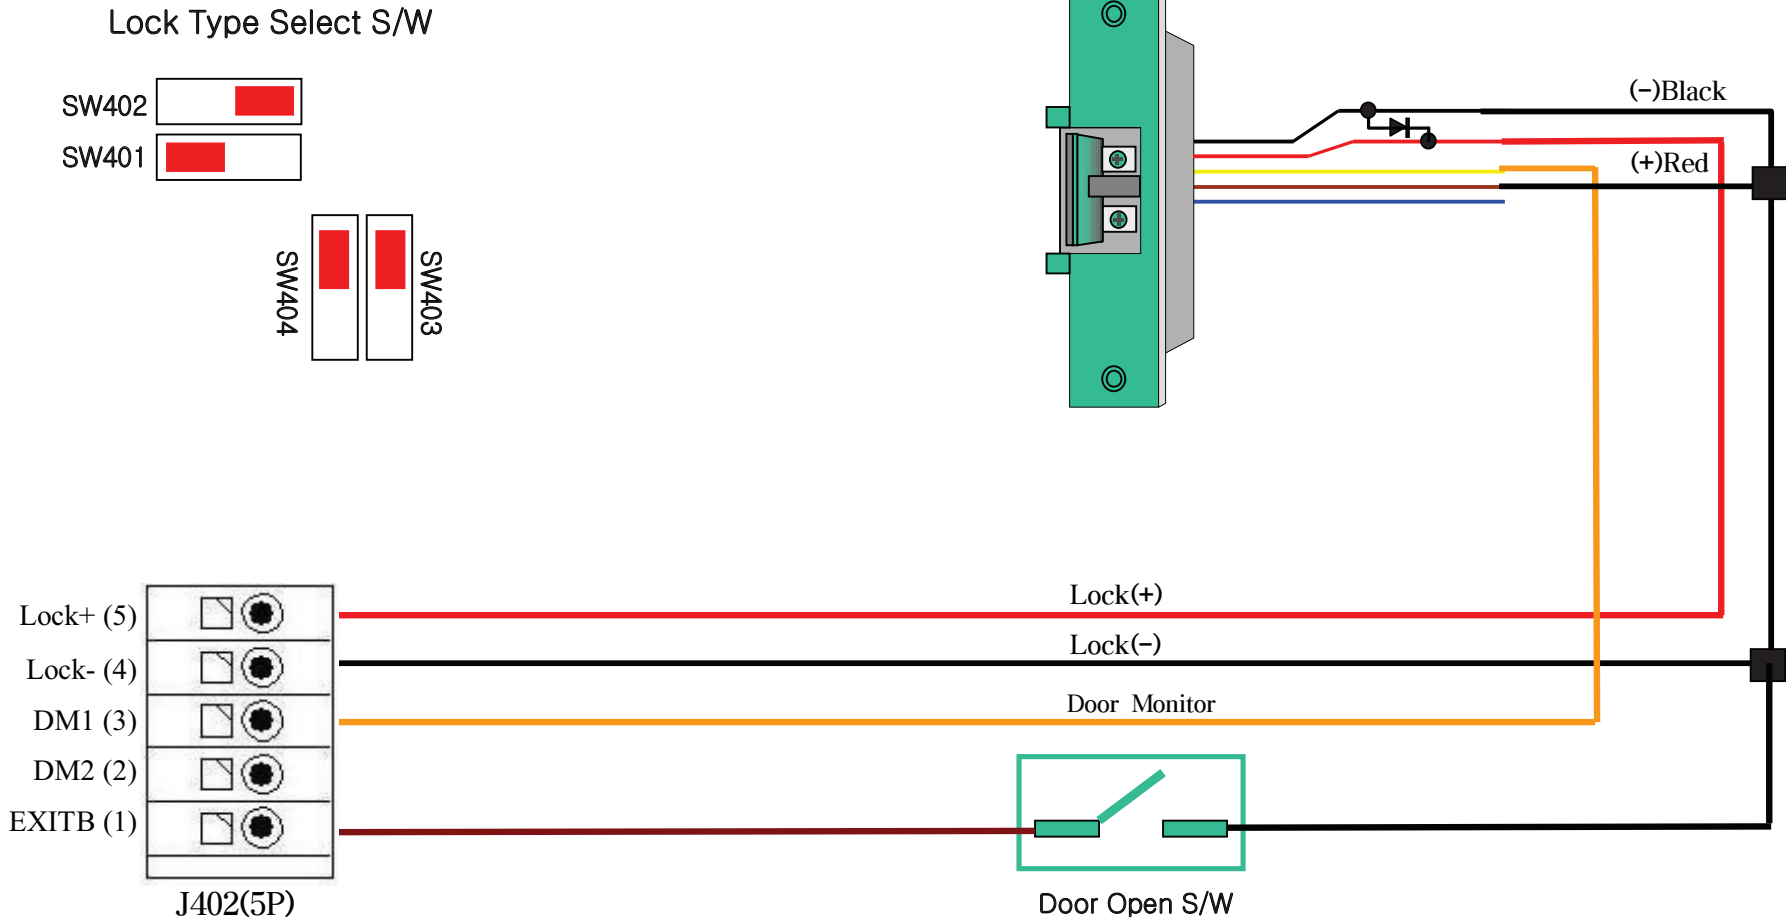 Lock Type Select S/W
SW402
SW401
SW404
SW403
(-)Black
(+)Red
Lock+ (5)
Lock- (4)
DM1 (3)
DM2 (2)
EXITB (1)
J402(5P)
Lock(+)
Lock(-)
Door Monitor
Door Open S/W